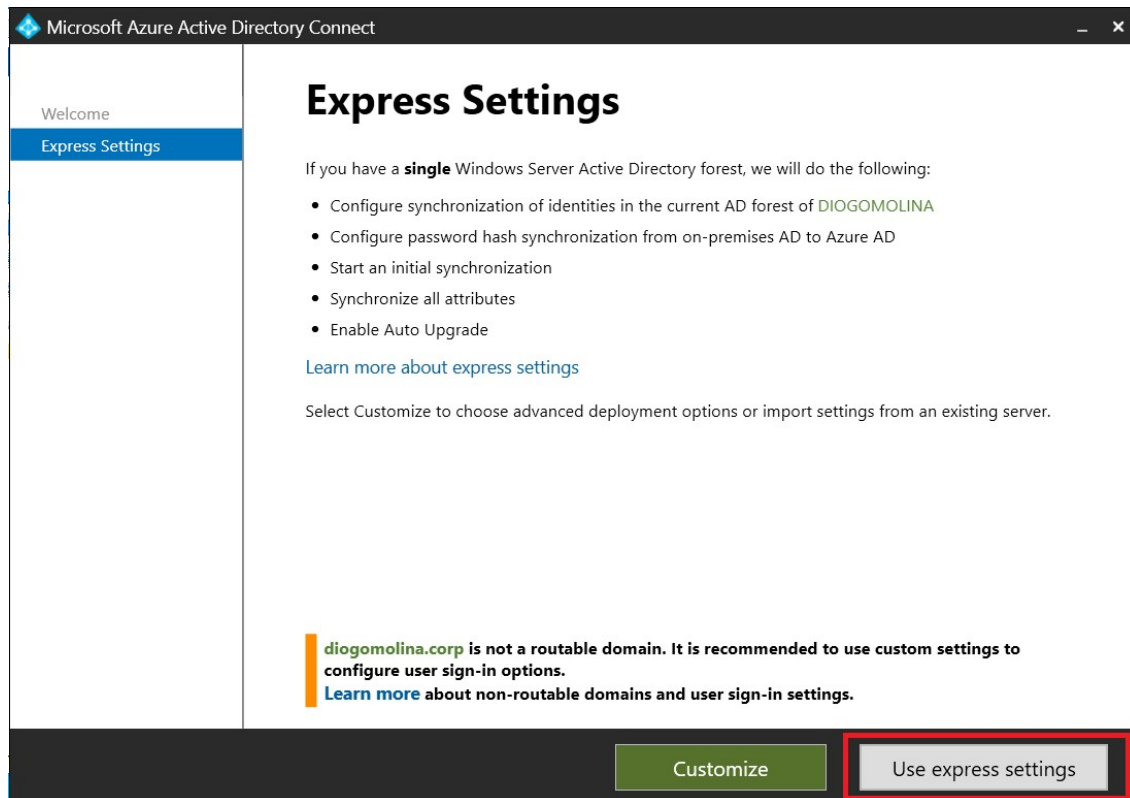 Microsoft Azure Active Directory Connect
Welcome
Express Settings
Express Settings
If you have a single Windows Server Active Directory forest, we will do the following:
• Configure synchronization of identities in the current AD forest of DIOGOMOLINA
• Configure password hash synchronization from on-premises AD to Azure AD
• Start an initial synchronization
• Synchronize all attributes
• Enable Auto Upgrade
Learn more about express settings
Select Customize to choose advanced deployment options or import settings from an existing server.
diogomolina.corp is not a routable domain. It is recommended to use custom settings to
configure user sign-in options.
Learn more about non-routable domains and user sign-in settings.
Customize
Use express settings